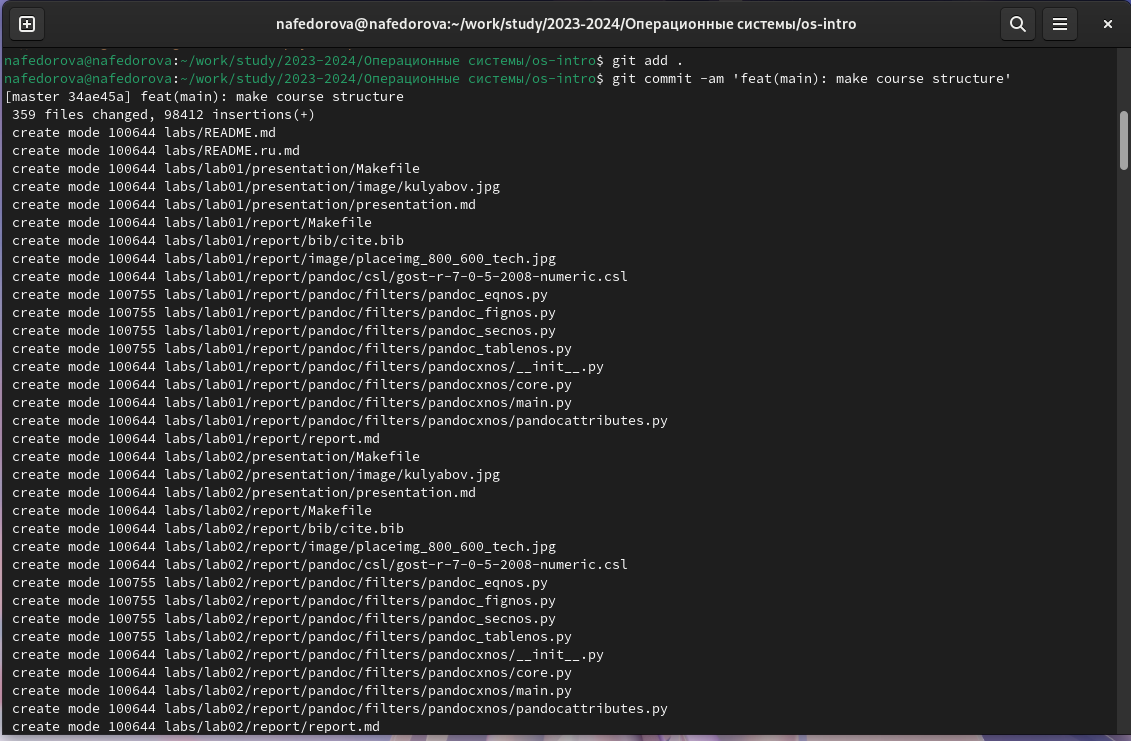 nafedorova@nafedorova:~/work/study/2023-2024/Операционные системы/os-intro
nafedorova@nafedorova:~/work/study/2023-2024/Операционные системы/os-intro$ git add .
nafedorova@nafedorova:~/work/study/2023-2024/Операционные системы/os-intro$ git commit -am 'feat(main): make course structure'
[master 34ae45a] feat(main): make course structure
 359 files changed, 98412 insertions(+)
 create mode 100644 labs/README.md
 create mode 100644 labs/README.ru.md
 create mode 100644 labs/lab01/presentation/Makefile
 create mode 100644 labs/lab01/presentation/image/kulyabov.jpg
 create mode 100644 labs/lab01/presentation/presentation.md
 create mode 100644 labs/lab01/report/Makefile
 create mode 100644 labs/lab01/report/bib/cite.bib
 create mode 100644 labs/lab01/report/image/placeimg_800_600_tech.jpg
 create mode 100644 labs/lab01/report/pandoc/csl/gost-r-7-0-5-2008-numeric.csl
 create mode 100755 labs/lab01/report/pandoc/filters/pandoc_eqnos.py
 create mode 100755 labs/lab01/report/pandoc/filters/pandoc_fignos.py
 create mode 100755 labs/lab01/report/pandoc/filters/pandoc_secnos.py
 create mode 100755 labs/lab01/report/pandoc/filters/pandoc_tablenos.py
 create mode 100644 labs/lab01/report/pandoc/filters/pandocxnos/__init__.py
 create mode 100644 labs/lab01/report/pandoc/filters/pandocxnos/core.py
 create mode 100644 labs/lab01/report/pandoc/filters/pandocxnos/main.py
 create mode 100644 labs/lab01/report/pandoc/filters/pandocxnos/pandocattributes.py
 create mode 100644 labs/lab01/report/report.md
 create mode 100644 labs/lab02/presentation/Makefile
 create mode 100644 labs/lab02/presentation/image/kulyabov.jpg
 create mode 100644 labs/lab02/presentation/presentation.md
 create mode 100644 labs/lab02/report/Makefile
 create mode 100644 labs/lab02/report/bib/cite.bib
 create mode 100644 labs/lab02/report/image/placeimg_800_600_tech.jpg
 create mode 100644 labs/lab02/report/pandoc/csl/gost-r-7-0-5-2008-numeric.csl
 create mode 100755 labs/lab02/report/pandoc/filters/pandoc_eqnos.py
 create mode 100755 labs/lab02/report/pandoc/filters/pandoc_fignos.py
 create mode 100755 labs/lab02/report/pandoc/filters/pandoc_secnos.py
 create mode 100755 labs/lab02/report/pandoc/filters/pandoc_tablenos.py
 create mode 100644 labs/lab02/report/pandoc/filters/pandocxnos/__init__.py
 create mode 100644 labs/lab02/report/pandoc/filters/pandocxnos/core.py
 create mode 100644 labs/lab02/report/pandoc/filters/pandocxnos/main.py
 create mode 100644 labs/lab02/report/pandoc/filters/pandocxnos/pandocattributes.py
 create mode 100644 labs/lab02/report/report.md